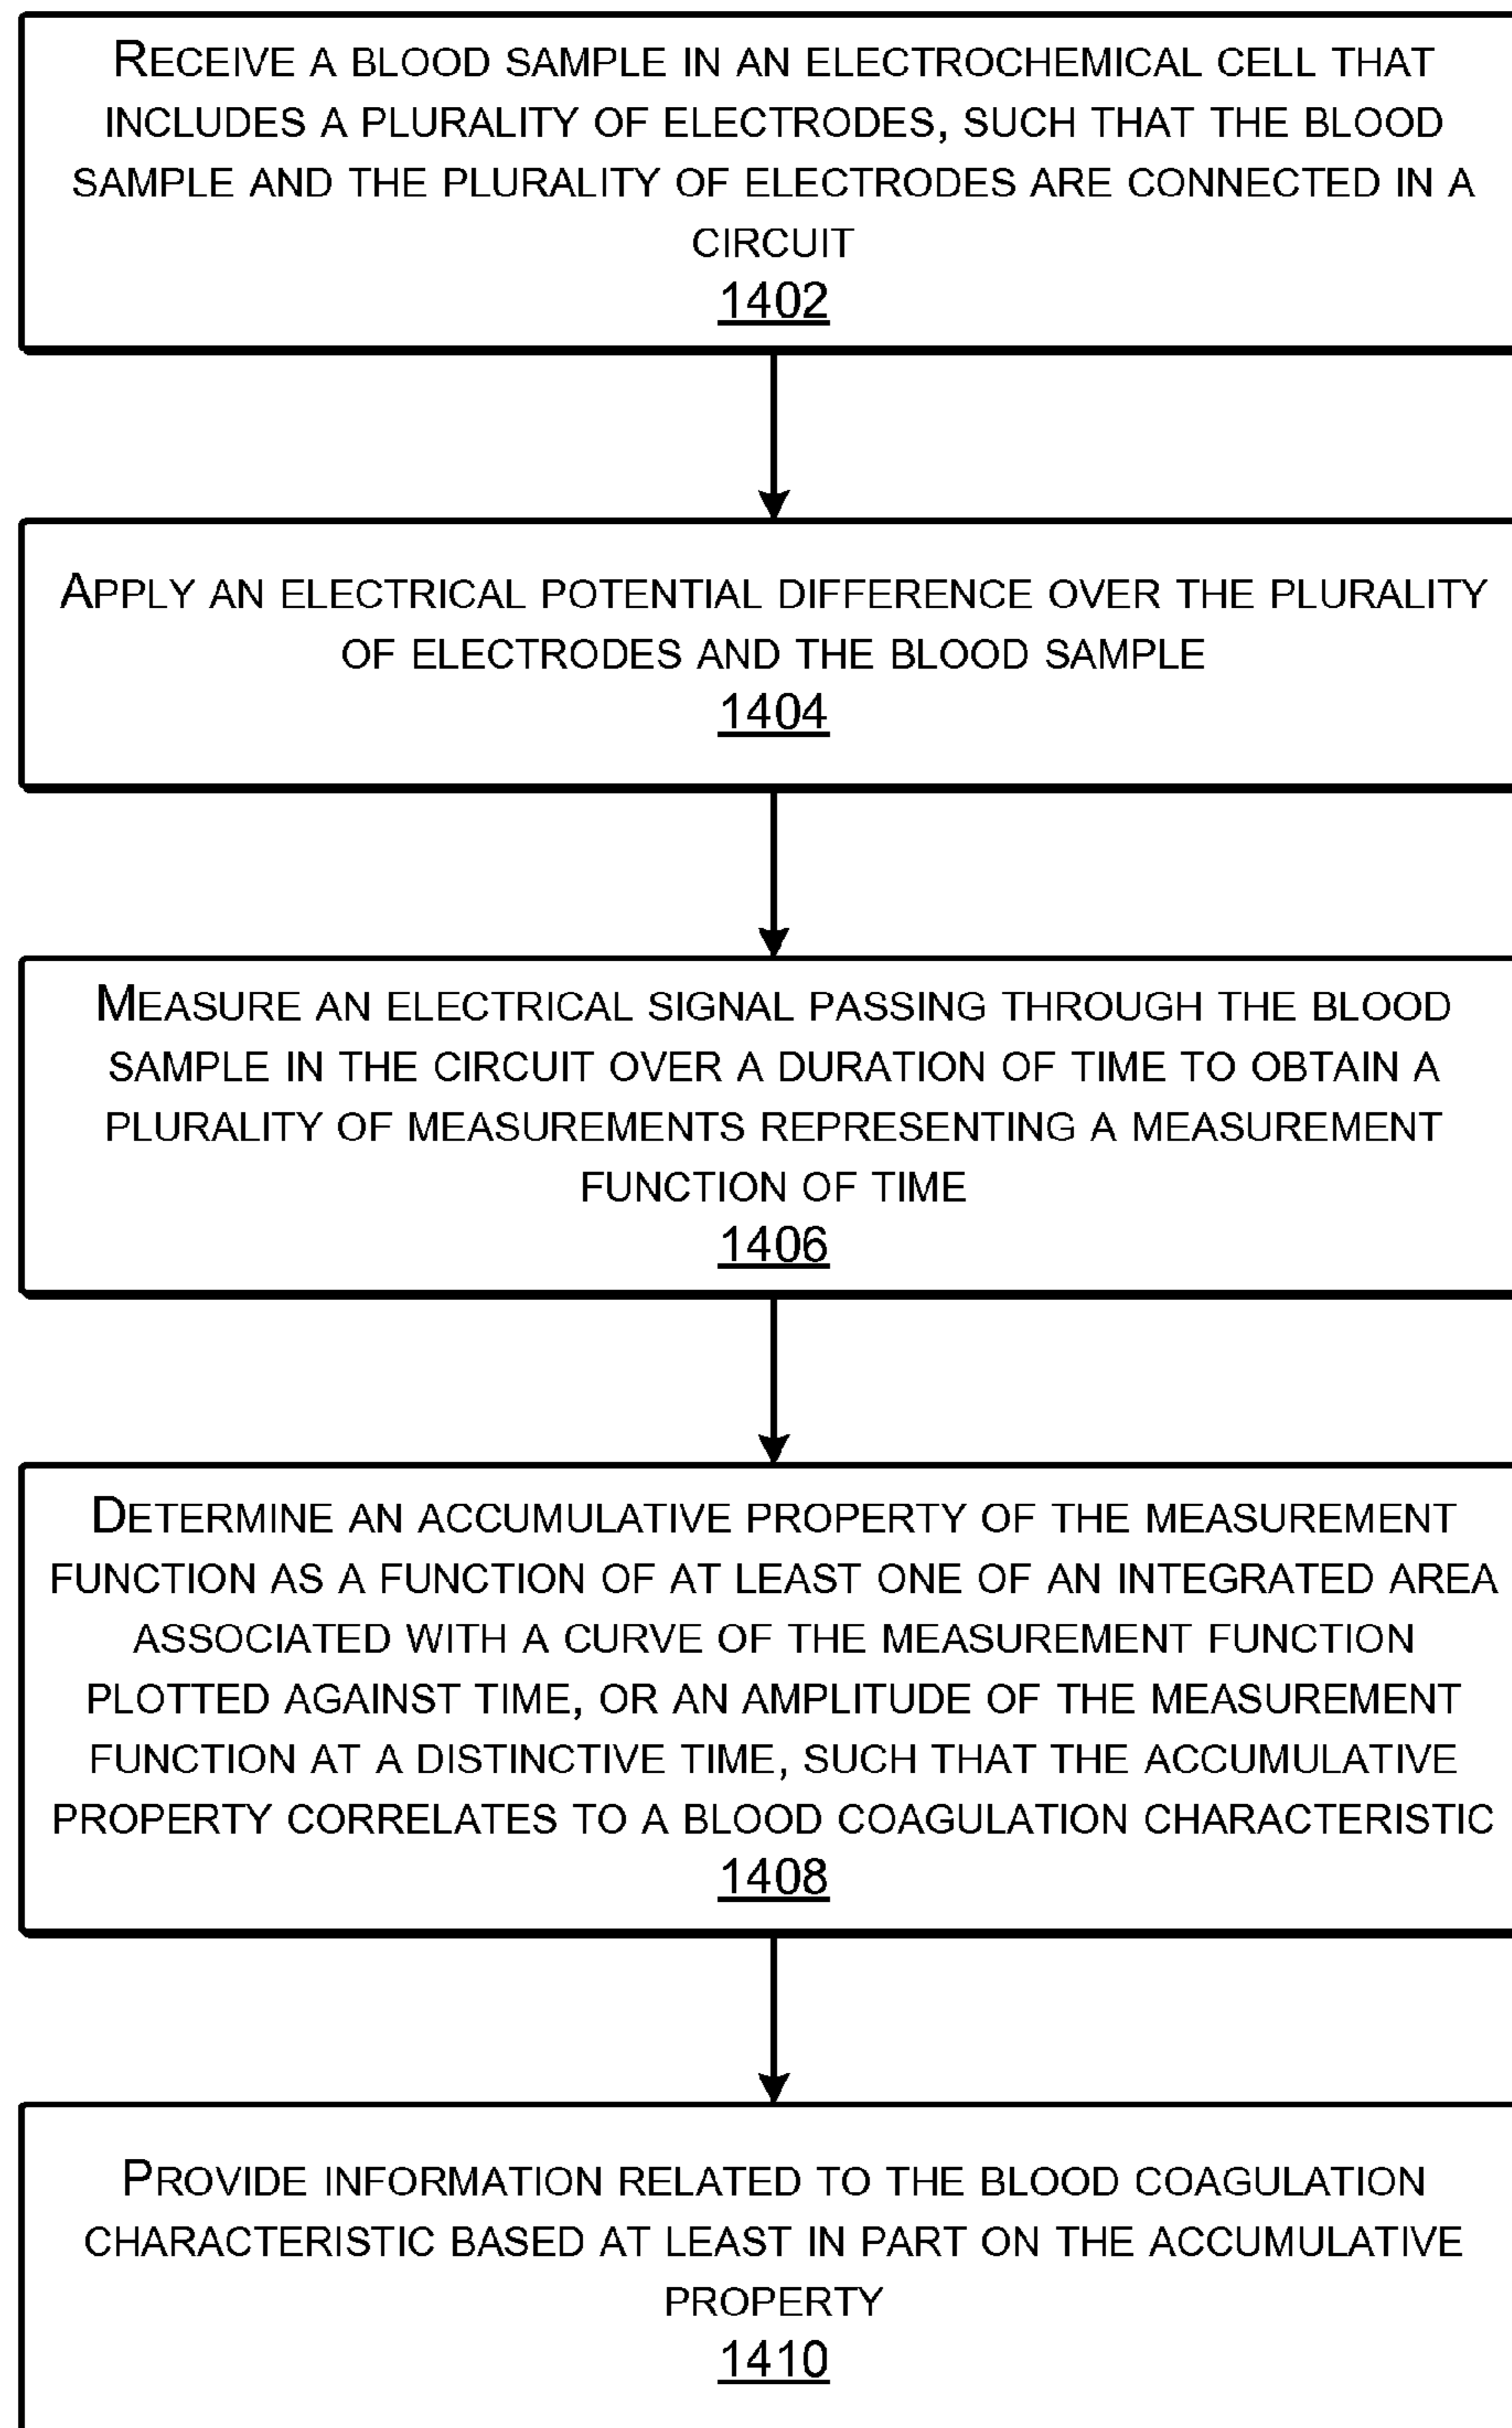 RECEIVE A BLOOD SAMPLE IN AN ELECTROCHEMICAL CELL THAT
INCLUDES A PLURALITY OF ELECTRODES, SUCH THAT THE BLOOD
SAMPLE AND THE PLURALITY OF ELECTRODES ARE CONNECTED IN A
CIRCUIT
1402
APPLY AN ELECTRICAL POTENTIAL DIFFERENCE OVER THE PLURALITY
OF ELECTRODES AND THE BLOOD SAMPLE
1404
MEASURE AN ELECTRICAL SIGNAL PASSING THROUGH THE BLOOD
SAMPLE IN THE CIRCUIT OVER A DURATION OF TIME TO OBTAIN A
PLURALITY OF MEASUREMENTS REPRESENTING A MEASUREMENT
FUNCTION OF TIME
1406
DETERMINE AN ACCUMULATIVE PROPERTY OF THE MEASUREMENT
FUNCTION AS A FUNCTION OF AT LEAST ONE OF AN INTEGRATED AREA
ASSOCIATED WITH A CURVE OF THE MEASUREMENT FUNCTION
PLOTTED AGAINST TIME, OR AN AMPLITUDE OF THE MEASUREMENT
FUNCTION AT A DISTINCTIVE TIME, SUCH THAT THE ACCUMULATIVE
PROPERTY CORRELATES TO A BLOOD COAGULATION CHARACTERISTIC
1408
PROVIDE INFORMATION RELATED TO THE BLOOD COAGULATION
CHARACTERISTIC BASED AT LEAST IN PART ON THE ACCUMULATIVE
PROPERTY
1410